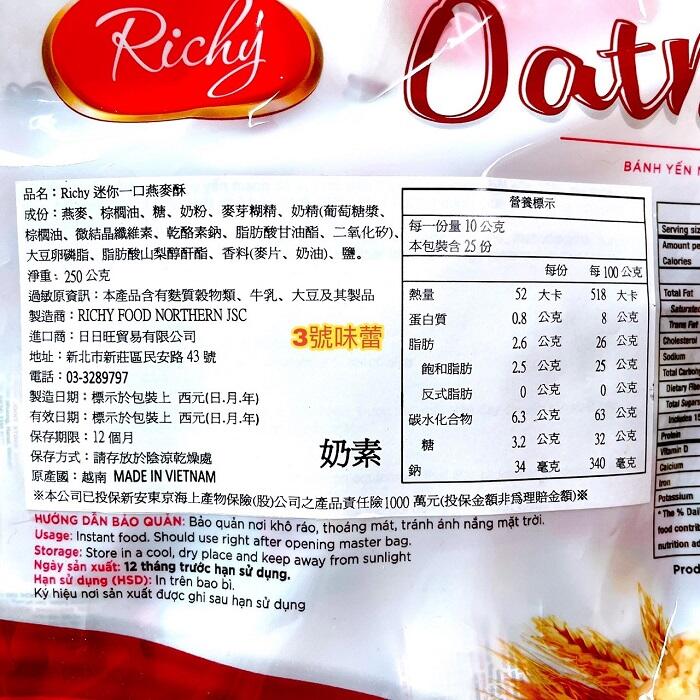 Richy
Oatm
BÁNH YẾN M
品名：Richy 迷你一口燕麥酥
成份：燕麥、棕櫚油、糖、奶粉、麥芽糊精、奶精(葡萄糖漿、
棕櫚油、微結晶纖維素、乾酪素鈉、脂肪酸甘油酯、二氧化矽)、
大豆卵磷脂、脂肪酸山梨醇酐酯、香料(麥片、奶油)、鹽。
淨重：250 公克
過敏原資訊：本產品含有麩質穀物類、牛乳、大豆及其製品
製造商：RICHY FOOD NORTHERN JSC
進口商：日日旺貿易有限公司
地址：新北市新莊區民安路 43 號
電話：03-3289797
製造日期：標示於包裝上 西元(日.月.年)
有效日期：標示於包裝上 西元(日.月.年)
保存期限：12 個月
保存方式：請存放於陰涼乾燥處
原產國：越南 MADE IN VIETNAM
3號味蕾
奶素
營養標示
每一份量 10 公克
本包裝含 25 份
每份 每 100 公克
熱量 52 大卡 518 大卡
蛋白質 0.8 公克 8 公克
脂肪 2.6 公克 26 公克
飽和脂肪 2.5 公克 25 公克
反式脂肪 0 公克 0 公克
碳水化合物 6.3 公克 63 公克
糖 3.2 公克 32 公克
鈉 34 毫克 340 毫克
※本公司已投保新安東京海上產物保險(股)公司之產品責任險1000 萬元(投保金額非爲理賠金額)※
HƯỚNG DẪN BẢO QUẢN: Bảo quản nơi khô ráo, thoáng mát, tránh ánh nắng mặt trời.
Usage: Instant food. Should use right after opening master bag.
Storage: Store in a cool, dry place and keep away from sunlight
Ngày sản xuất: 12 tháng trước hạn sử dụng.
Hạn sử dụng (HSD): In trên bao bì.
Ký hiệu nơi sản xuất được ghi sau hạn sử dụng
Serving siz
Amount pe
Calories
Total Fat
Saturated
Trans Fat
Cholesterol
Sodium
Total Carbohy
Dietary Fibe
Total Sugars
Includes 1
Protein
Vitamin D
Calcium
Iron
Potassium
* The % Dail
food contrib
nutrition ad
Prod